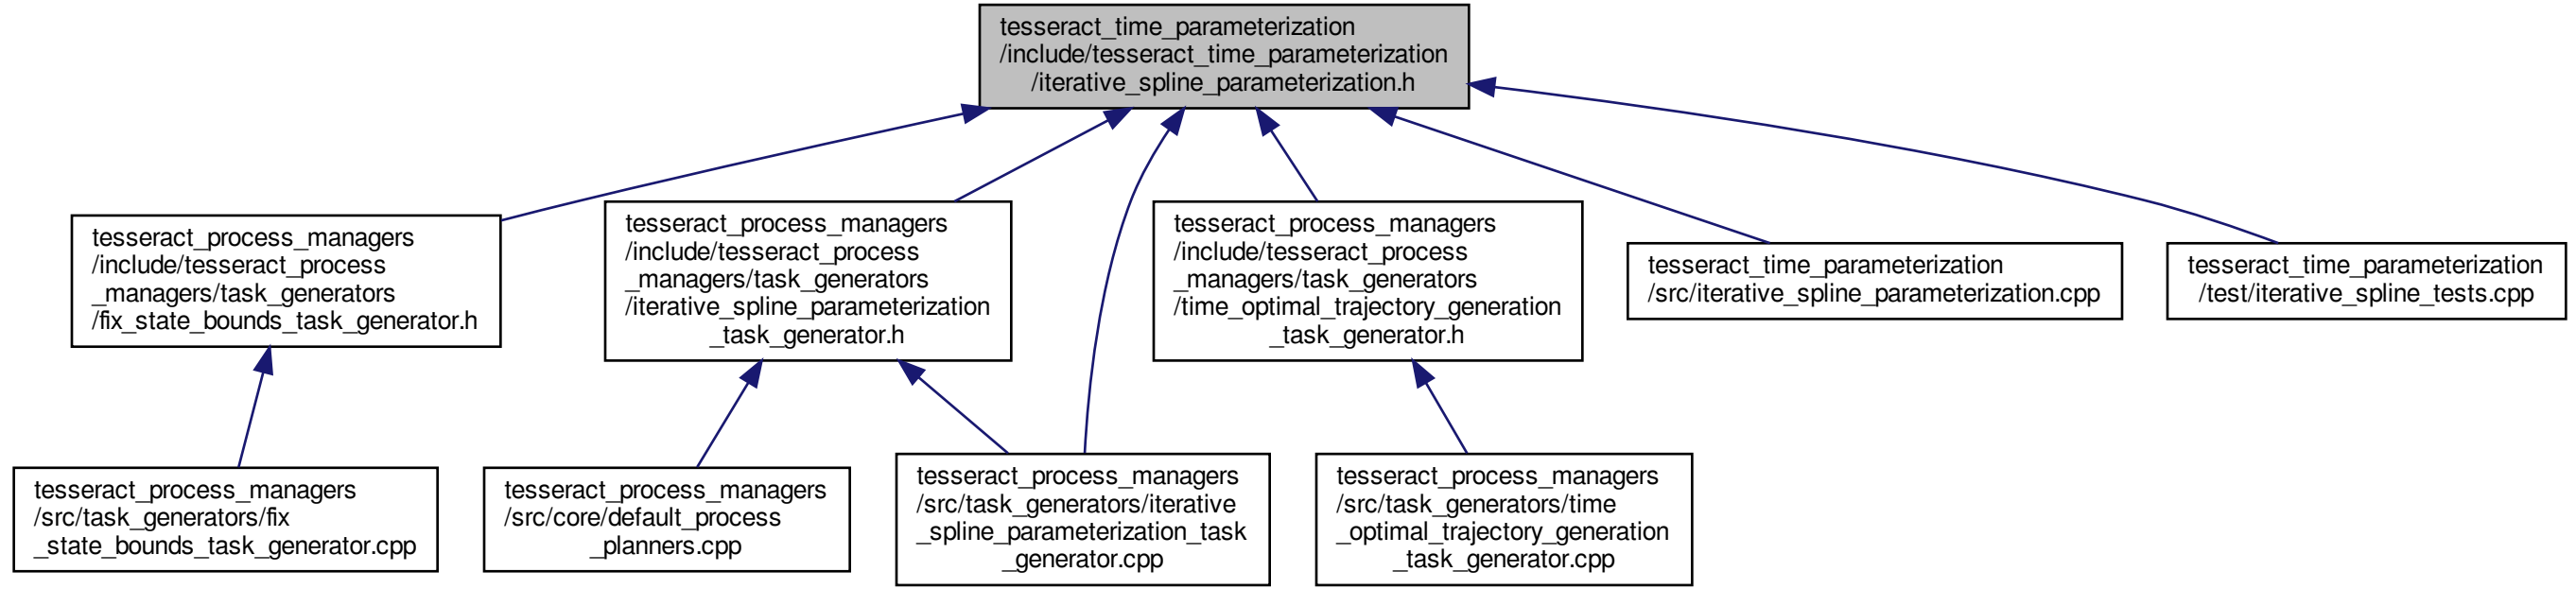 tesseract_time_parameterization
/include/tesseract_time_parameterization
/iterative_spline_parameterization.h
tesseract_process_managers
/include/tesseract_process
_managers/task_generators
/fix_state_bounds_task_generator.h
tesseract_process_managers
/include/tesseract_process
_managers/task_generators
/iterative_spline_parameterization
_task_generator.h
tesseract_process_managers
/include/tesseract_process
_managers/task_generators
/time_optimal_trajectory_generation
_task_generator.h
tesseract_time_parameterization
/src/iterative_spline_parameterization.cpp
tesseract_time_parameterization
/test/iterative_spline_tests.cpp
tesseract_process_managers
/src/task_generators/fix
_state_bounds_task_generator.cpp
tesseract_process_managers
/src/core/default_process
_planners.cpp
tesseract_process_managers
/src/task_generators/iterative
_spline_parameterization_task
_generator.cpp
tesseract_process_managers
/src/task_generators/time
_optimal_trajectory_generation
_task_generator.cpp